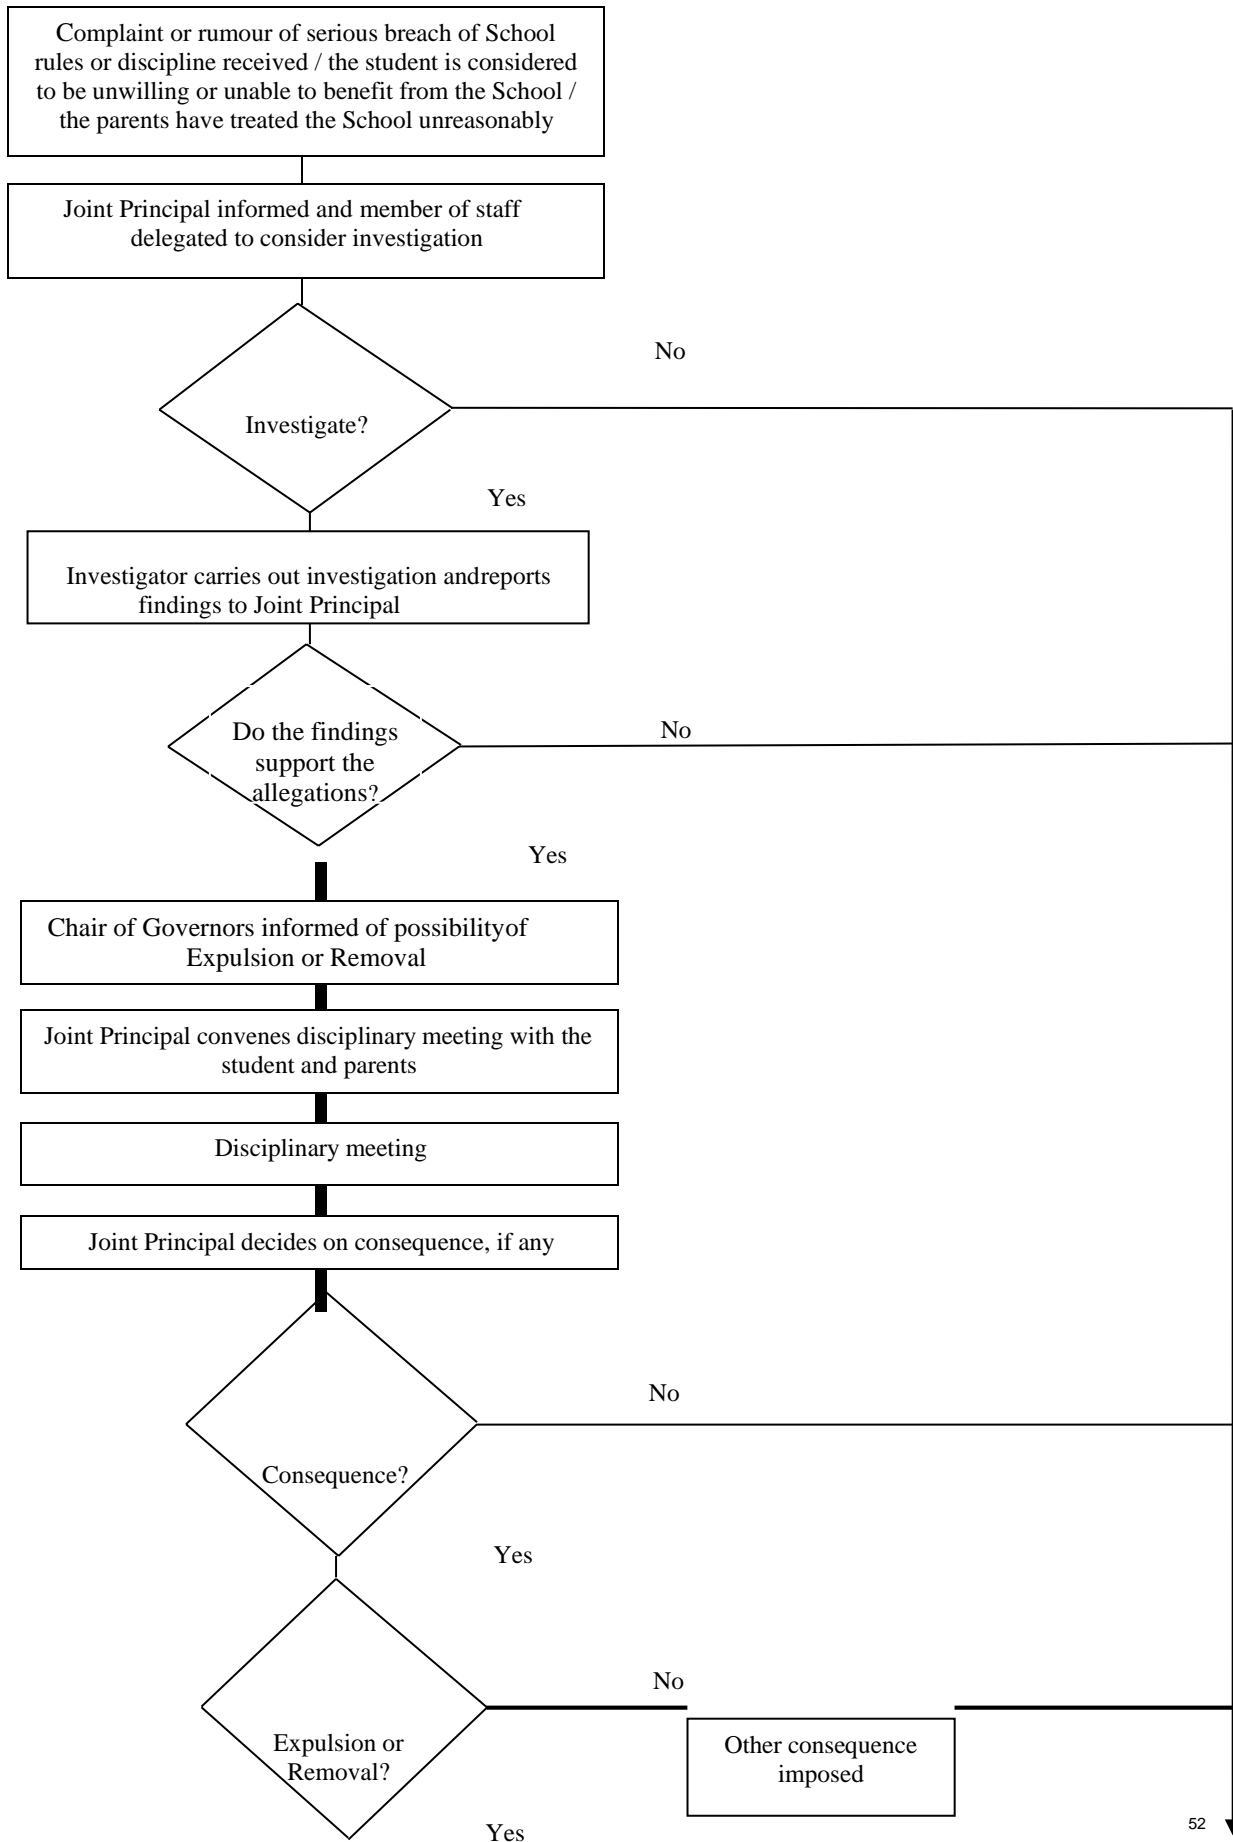 Complaint or rumour of serious breach of School
rules or discipline received / the student is considered
to be unwilling or unable to benefit from the School /
the parents have treated the School unreasonably
Joint Principal informed and member of staff
delegated to consider investigation
No
Investigate?
Yes
Investigator carries out investigation andreports
findings to Joint Principal
Do the findings
support the
allegations?
No
Yes
Chair of Governors informed of possibilityof
Expulsion or Removal
Joint Principal convenes disciplinary meeting with the
student and parents
Disciplinary meeting
Joint Principal decides on consequence, if any
No
Consequence?
Yes
No
Expulsion or
Removal?
Other consequence
imposed
Yes
52